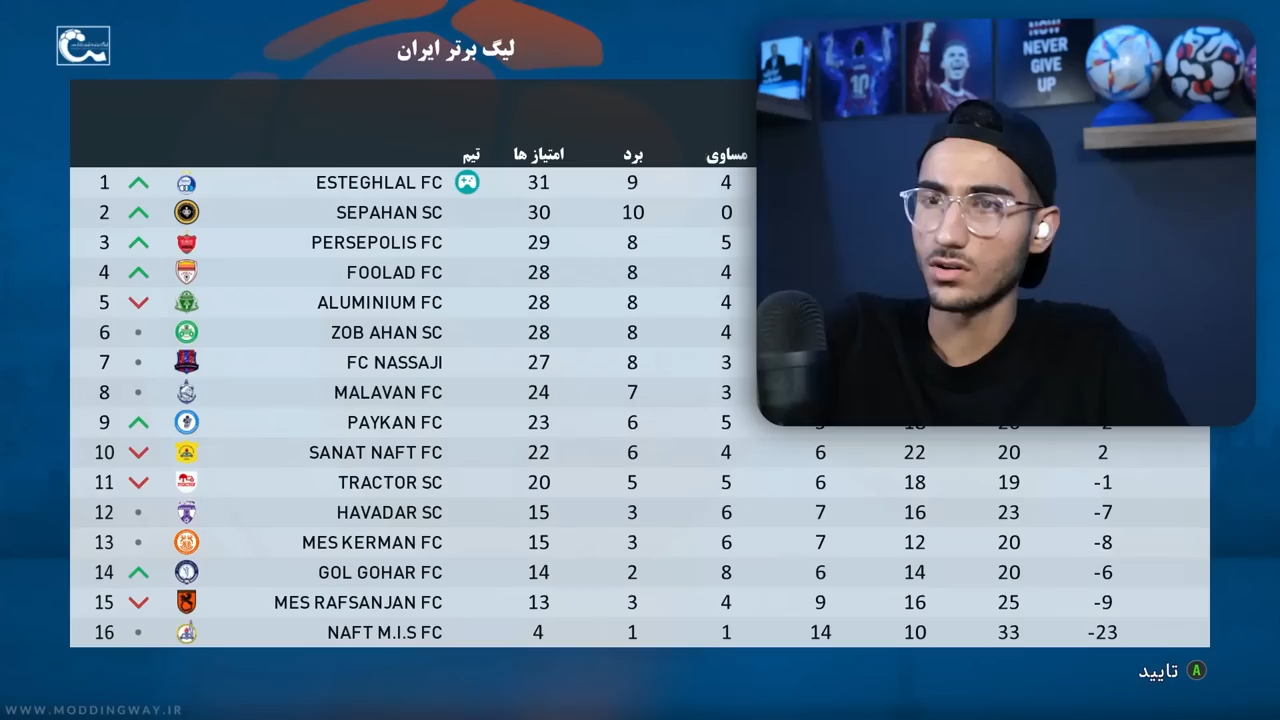 لیگ برتر ایران
NEVER
GIVE
UP
10
تیم امتیاز ها برد مساوی
1 ESTEGHLAL FC 31 9 4
2 SEPAHAN SC 30 10 0
3 PERSEPOLIS FC 29 8 5
4 FOOLAD FC 28 8 4
5 ALUMINIUM FC 28 8 4
6 ZOB AHAN SC 28 8 4
7 FC NASSAJI 27 8 3
8 MALAVAN FC 24 7 3
9 PAYKAN FC 23 6 5
10 SANAT NAFT FC 22 6 4 6 22 20 2
11 TRACTOR SC 20 5 5 6 18 19 -1
12 HAVADAR SC 15 3 6 7 16 23 -7
13 MES KERMAN FC 15 3 6 7 12 20 -8
14 GOL GOHAR FC 14 2 8 6 14 20 -6
15 MES RAFSANJAN FC 13 3 4 9 16 25 -9
16 NAFT M.I.S FC 4 1 1 14 10 33 -23
تایید A
WWW.MODDINGWAY.IR